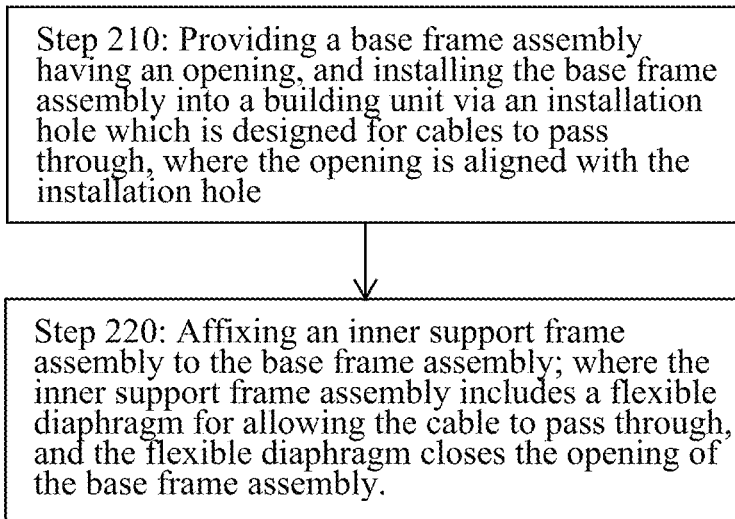 Step 210: Providing a base frame assembly
having an opening, and installing the base frame
assembly into a building unit via an installation
hole which is designed for cables to pass
through, where the opening is aligned with the
installation hole
Step 220: Affixing an inner support frame
assembly to the base frame assembly; where the
inner support frame assembly includes a flexible
diaphragm for allowing the cable to pass through,
and the flexible diaphragm closes the opening of
the base frame assembly.